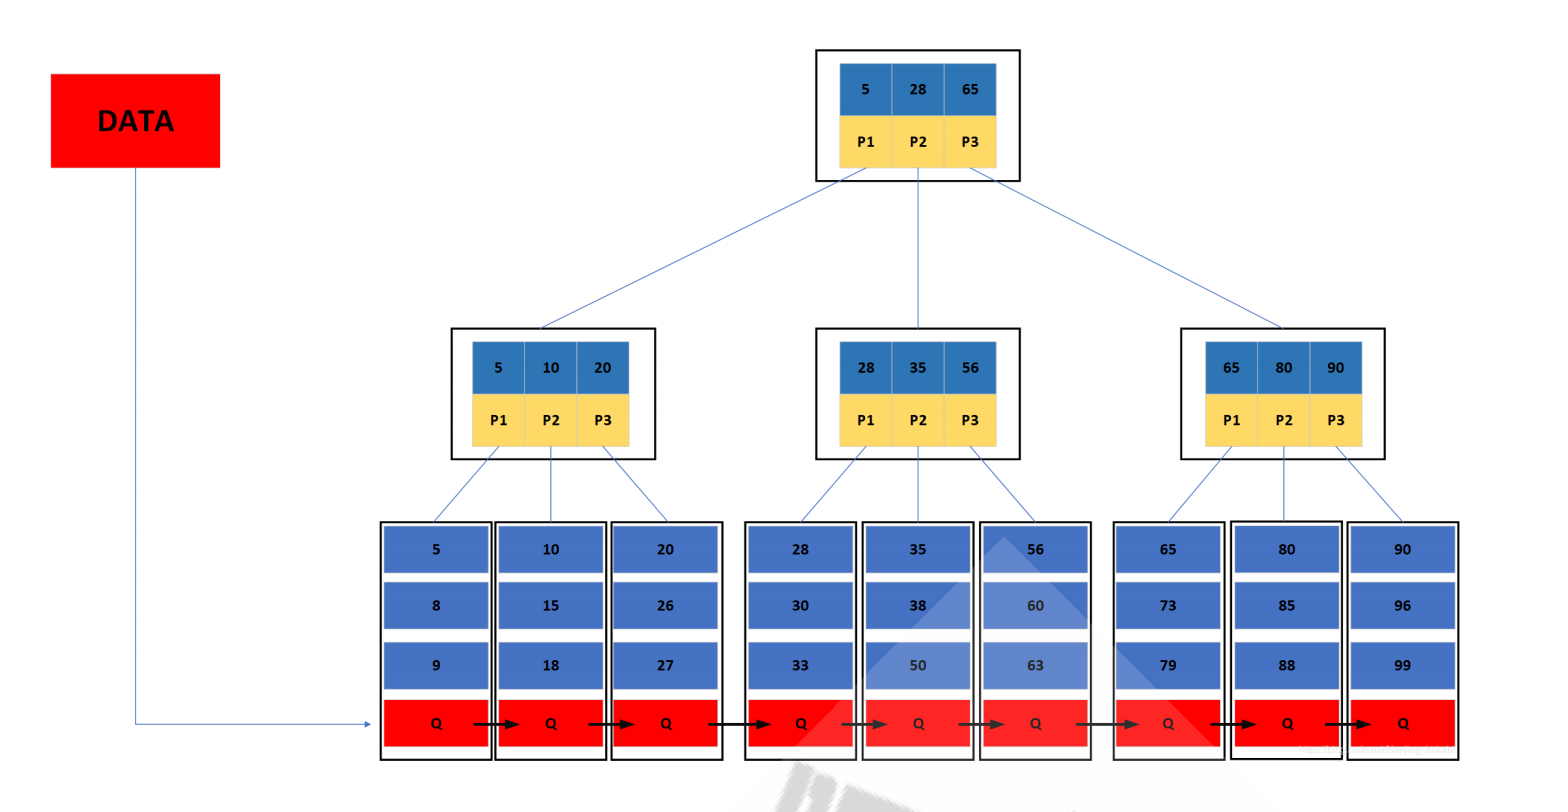 DATA
5 28 65
P1 P2 P3
5 10 20
P1 P2 P3
28 35 56
P1 P2 P3
65 80 90
P1 P2 P3
5 10 20 28 35 56 65 80 90
8 15 26 30 38 60 73 85 96
9 18 27 33 50 63 79 88 99
Q Q Q Q Q Q Q Q Q